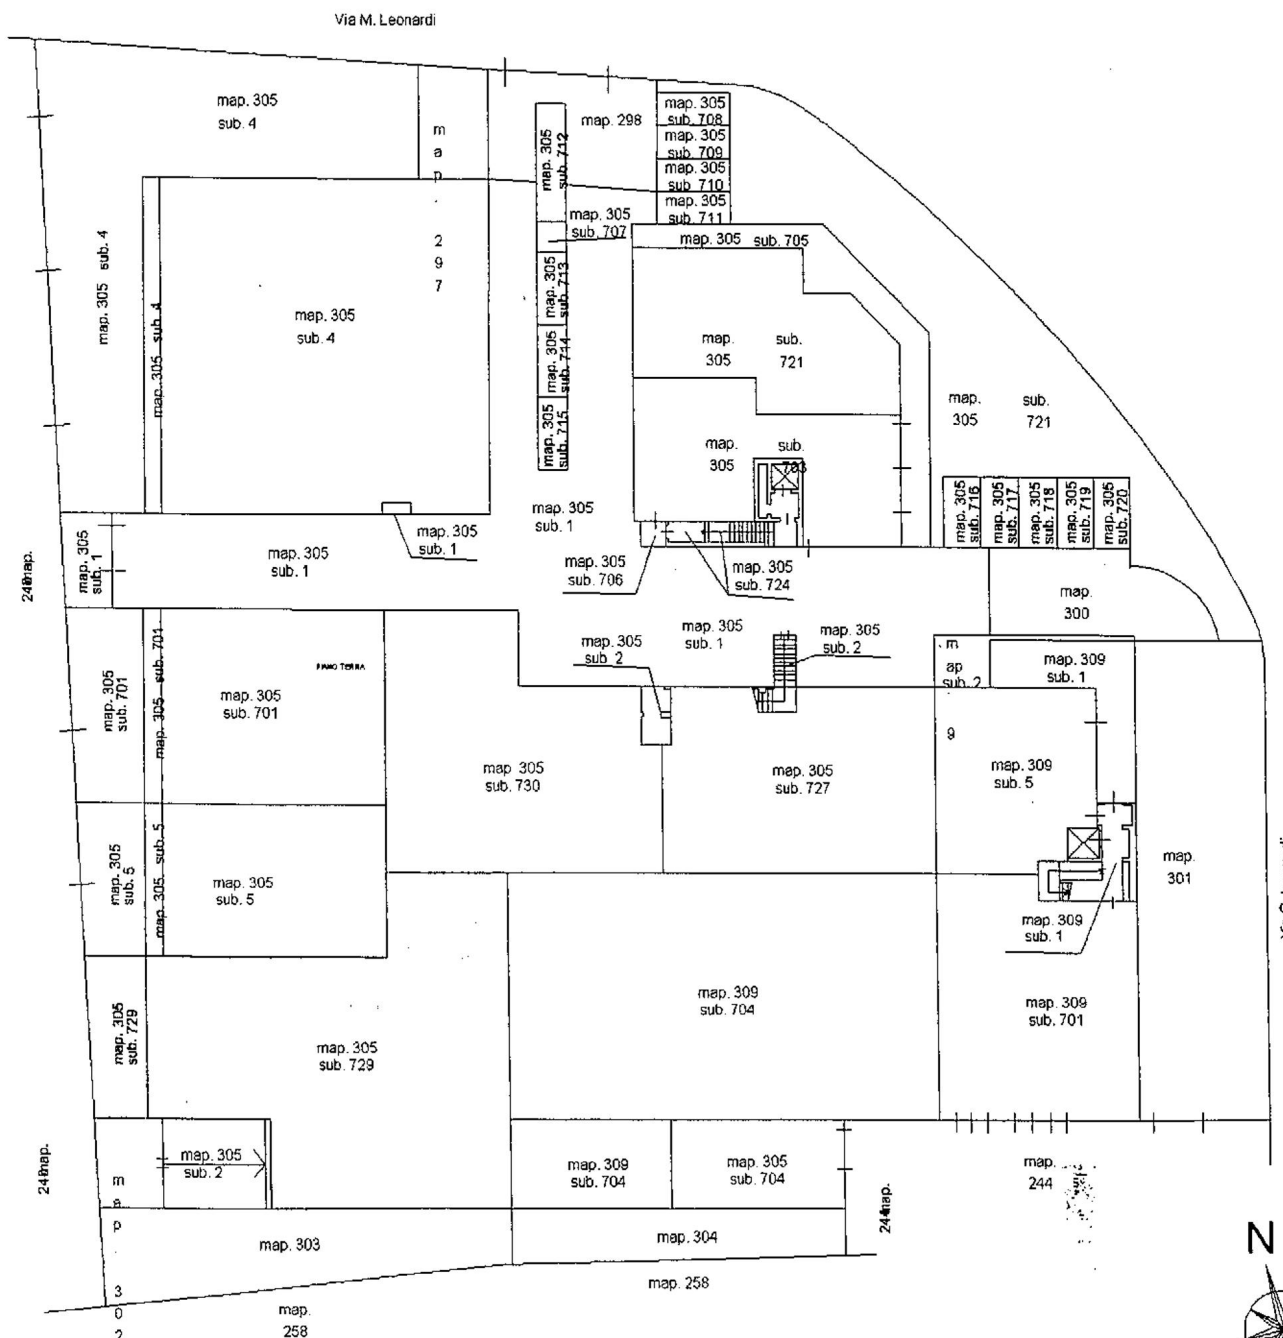 Via M. Leonardi
map. 305
sub. 4
map. 297
map. 305
sub. 712
map. 298
map. 305
sub. 708
map. 305
sub. 709
map. 305
sub 710
map. 305
sub. 711
map. 305 sub. 4
map. 305 sub. 4
map. 305
sub. 4
map. 305
sub. 707
map. 305 sub. 705
map. 305
sub. 713
map. 305
sub. 714
map. 305
sub. 715
map. sub.
305 721
map. sub.
305 721
map. sub.
305 703
map. 305
sub. 716
map. 305
sub. 717
map. 305
sub. 718
map. 305
sub. 719
map. 305
sub. 720
map. 305
sub. 1
map. 305
sub. 1
map. 305
sub. 1
map. 305
sub. 1
map. 305
sub. 706
map. 305
sub. 724
map.
300
map. 305
sub. 2
map. 305
sub. 1
map. 305
sub. 2
map. 309
sub. 1
map
sub. 2
9
map. 305
sub. 701
map. 305 sub. 701
PIANO TERRA
map. 305
sub. 701
map 305
sub. 730
map. 305
sub. 727
map. 309
sub. 5
map. 305
sub. 5
map. 305 sub. 5
map. 305
sub. 5
map.
301
map. 309
sub. 1
map. 305
sub. 729
map. 305
sub. 729
map. 309
sub. 704
map. 309
sub. 701
map. 305
sub. 2
map. 309
sub. 704
map. 305
sub. 704
map.
244
244map.
map. 302
map. 303
map. 304
map. 258
map.
258
N